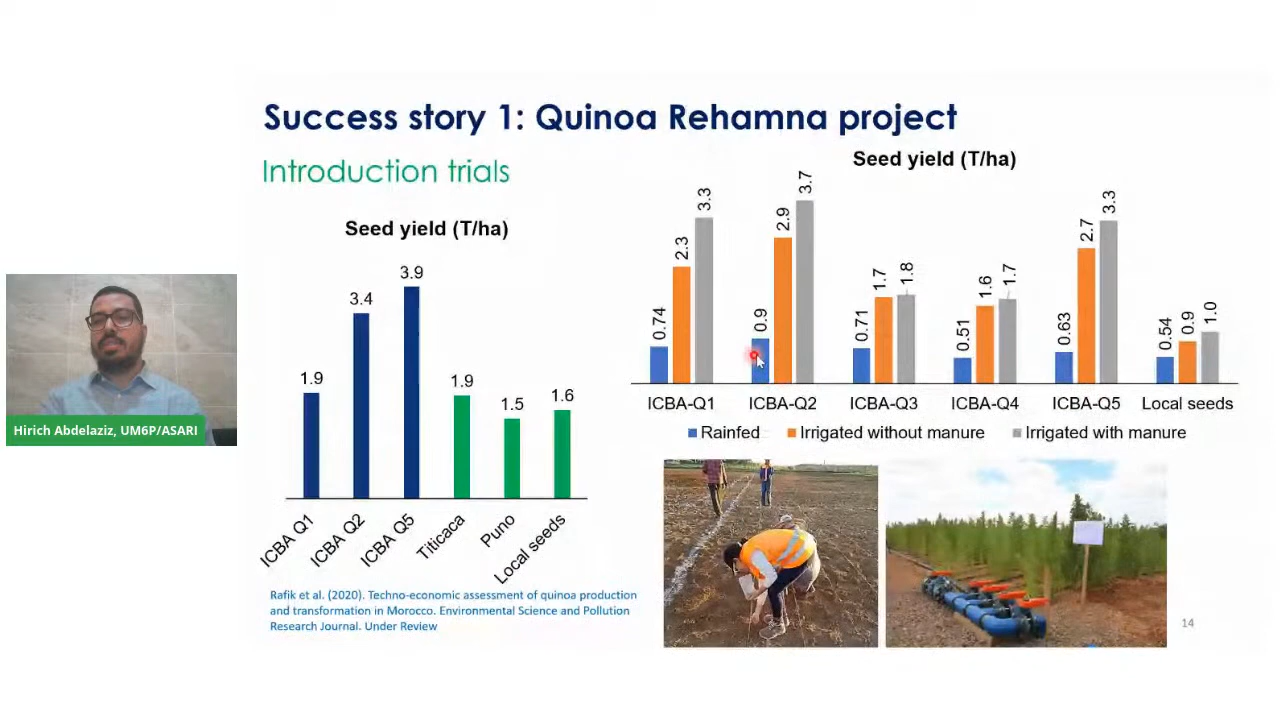 Success story 1: Quinoa Rehamna project
Introduction trials
Seed yield (T/ha)
1.9
3.4
3.9
1.9
1.5
1.6
ICBA Q1
ICBA Q2
ICBA Q5
Titicaca
Puno
Local seeds
Seed yield (T/ha)
0.74
2.3
3.3
0.9
2.9
3.7
0.71
1.7
1.8
0.51
1.6
1.7
0.63
2.7
3.3
0.54
0.9
1.0
ICBA-Q1
ICBA-Q2
ICBA-Q3
ICBA-Q4
ICBA-Q5
Local seeds
Rainfed
Irrigated without manure
Irrigated with manure
Hirich Abdelaziz, UM6P/ASARI
Rafik et al. (2020). Techno-economic assessment of quinoa production
and transformation in Morocco. Environmental Science and Pollution
Research Journal. Under Review
14